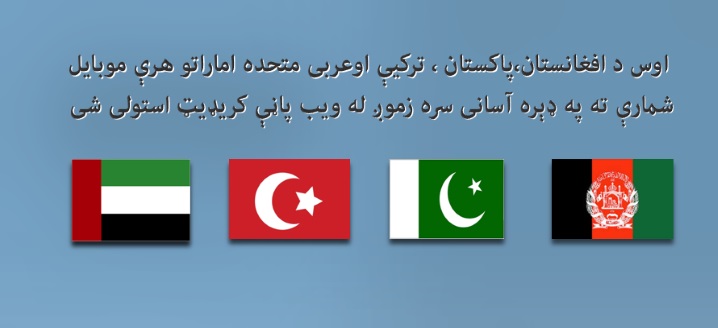 اوس د افغانستان،پاکستان ، ترکيې اوعربی متحده اماراتو هرې موبایل
شمارې ته په ډېره آسانی سره زموږ له ویب پاڼې کریډیټ استولی شی